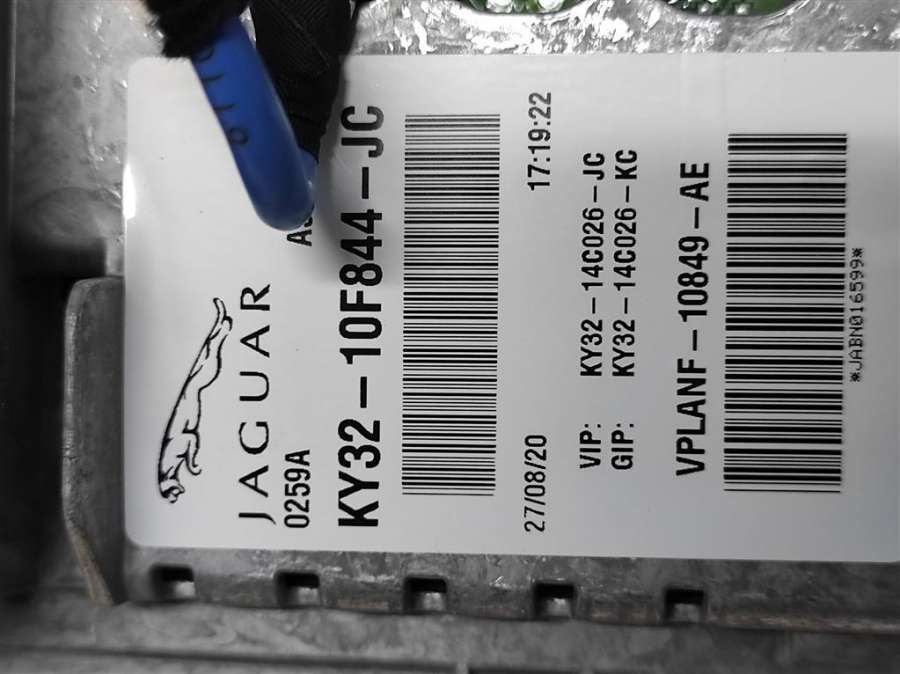 JAGUAR
0259A
KY32-10F844-JC
27/08/20 17:19:22
VIP: KY32-14C026-JC
GIP: KY32-14C026-KC
VPLANF-10849-AE
*JABN016599*